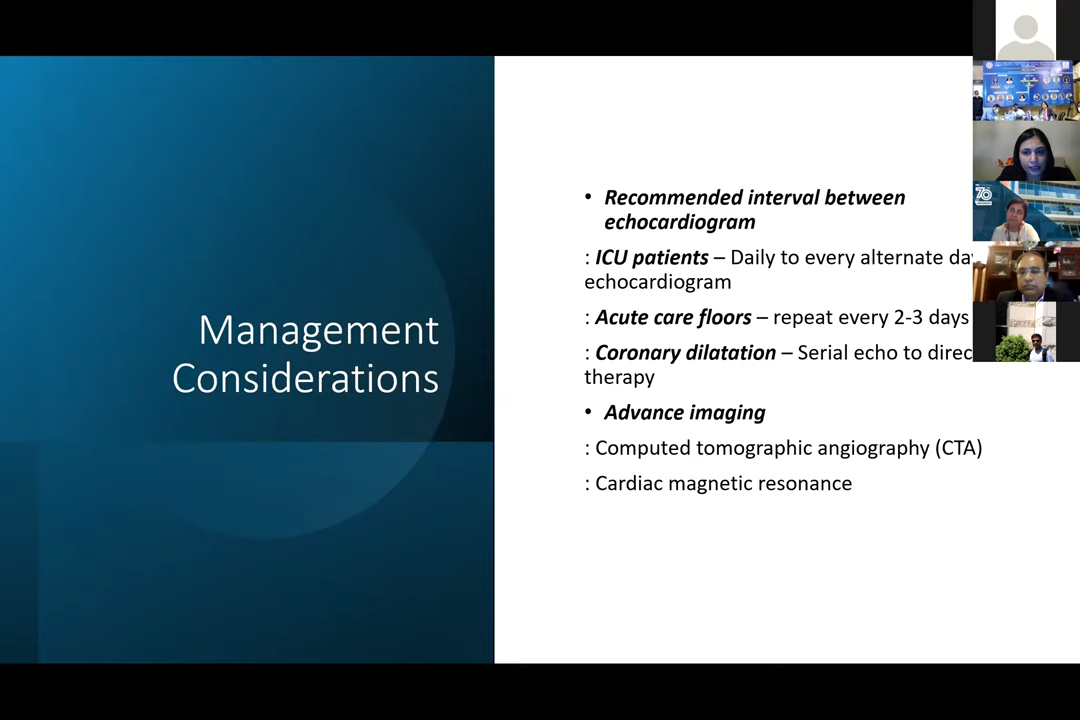 Management
Considerations
• Recommended interval between
echocardiogram
: ICU patients – Daily to every alternate
echocardiogram
: Acute care floors – repeat every 2-3 days
: Coronary dilatation – Serial echo to
therapy
• Advance imaging
: Computed tomographic angiography (CTA)
: Cardiac magnetic resonance
70